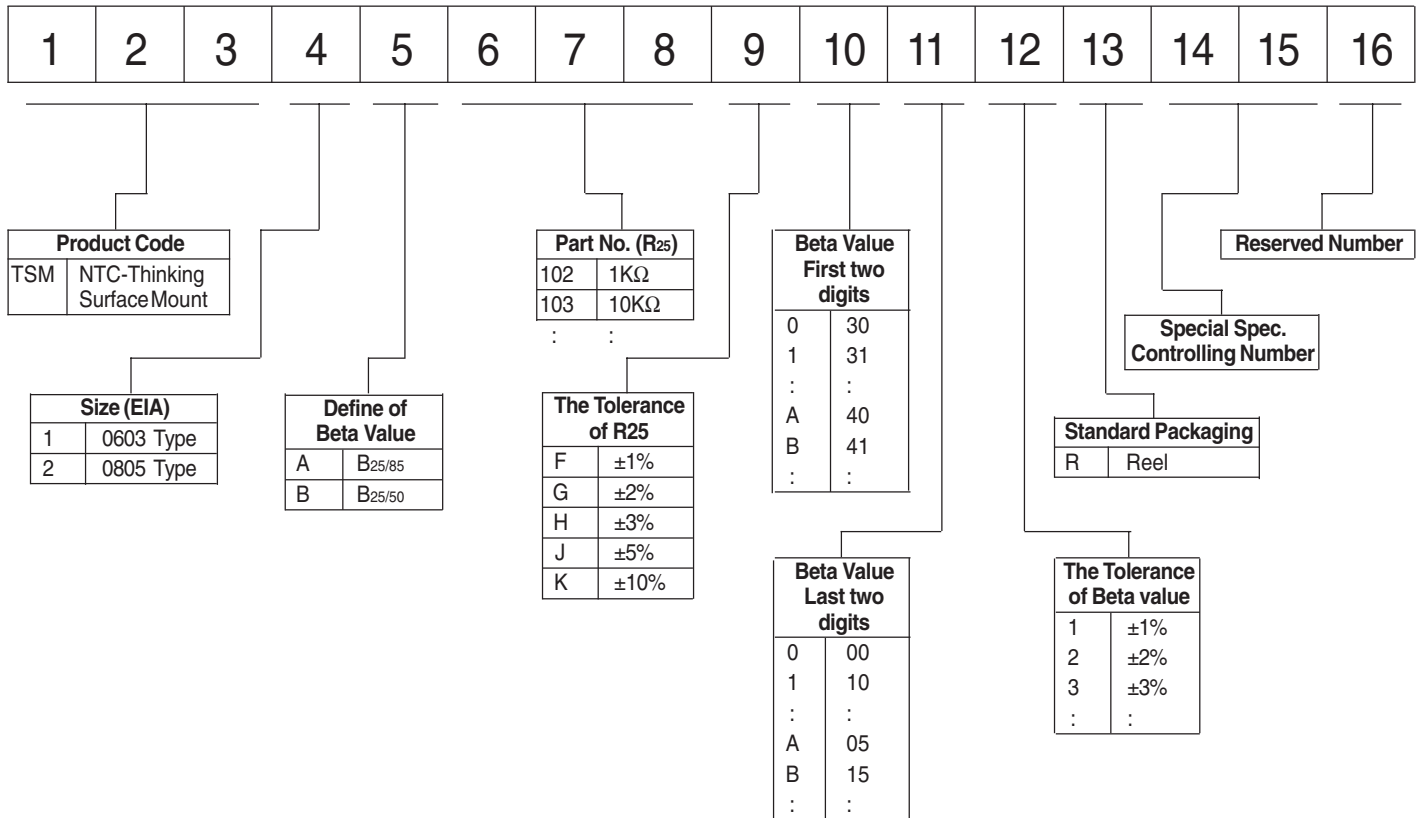 1 2 3 4 5 6 7 8 9 10 11 12 13 14 15 16
Product Code
TSM NTC-Thinking
Surface Mount
Size (EIA)
1 0603 Type
2 0805 Type
Define of
Beta Value
A B25/85
B B25/50
Part No. (R25)
102 1KΩ
103 10KΩ
: :
The Tolerance
of R25
F ±1%
G ±2%
H ±3%
J ±5%
K ±10%
Beta Value
First two
digits
0 30
1 31
: :
A 40
B 41
: :
Beta Value
Last two
digits
0 00
1 10
: :
A 05
B 15
: :
The Tolerance
of Beta value
1 ±1%
2 ±2%
3 ±3%
: :
Standard Packaging
R Reel
Special Spec.
Controlling Number
Reserved Number